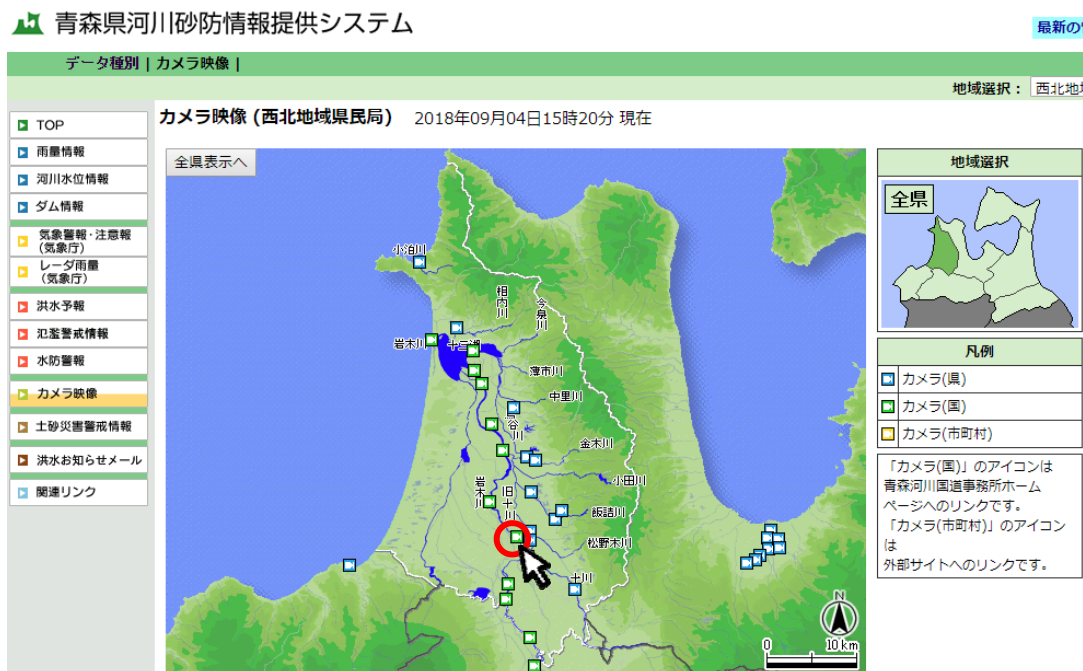 青森県河川砂防情報提供システム
最新の
データ種別 | カメラ映像 |
地域選択： 西北地
カメラ映像 (西北地域県民局) 2018年09月04日15時20分 現在
TOP
雨量情報
河川水位情報
ダム情報
気象警報・注意報
(気象庁)
レーダ雨量
(気象庁)
洪水予報
氾濫警戒情報
水防警報
カメラ映像
土砂災害警戒情報
洪水お知らせメール
関連リンク
全県表示へ
小泊川
相内川
今泉川
岩木川
十三湖
薄市川
中里川
谷川
金木川
小田川
岩木川
旧十川
飯詰川
松野木川
十川
N
0 10 km
地域選択
全県
凡例
カメラ(県)
カメラ(国)
カメラ(市町村)
「カメラ(国)」のアイコンは
青森河川国道事務所ホーム
ページへのリンクです。
「カメラ(市町村)」のアイコン
は
外部サイトへのリンクです。